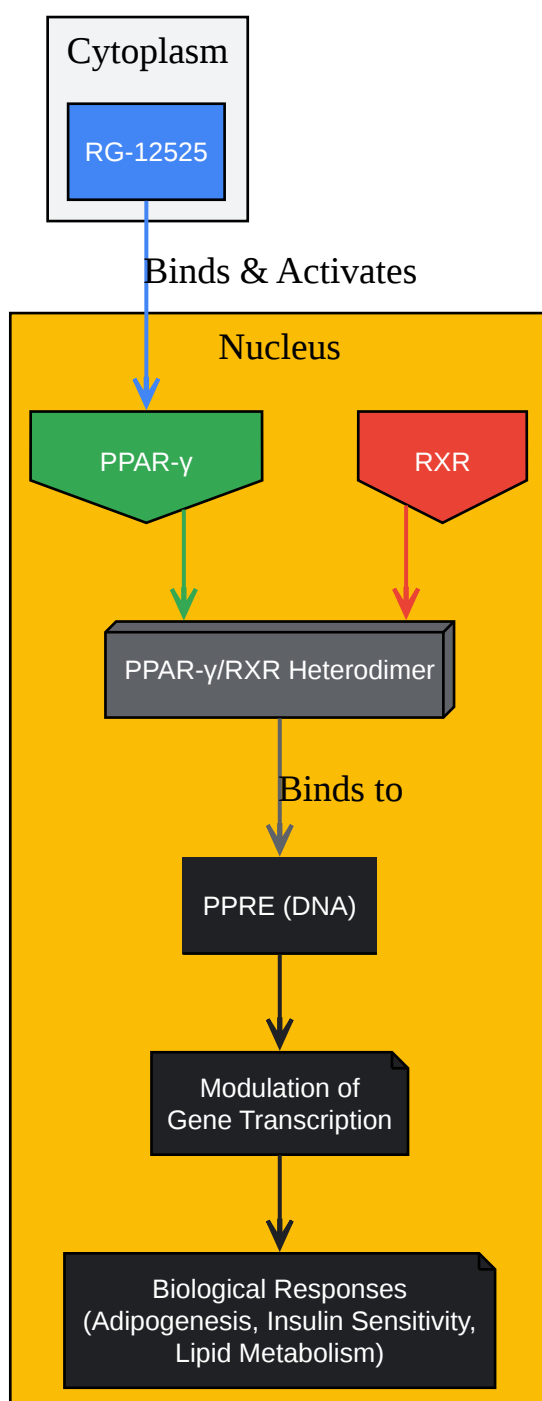 Cytoplasm
RG-12525
Binds & Activates
Nucleus
PPAR-γ
RXR
PPAR-γ/RXR Heterodimer
Binds to
PPRE (DNA)
Modulation of
Gene Transcription
Biological Responses
(Adipogenesis, Insulin Sensitivity,
Lipid Metabolism)